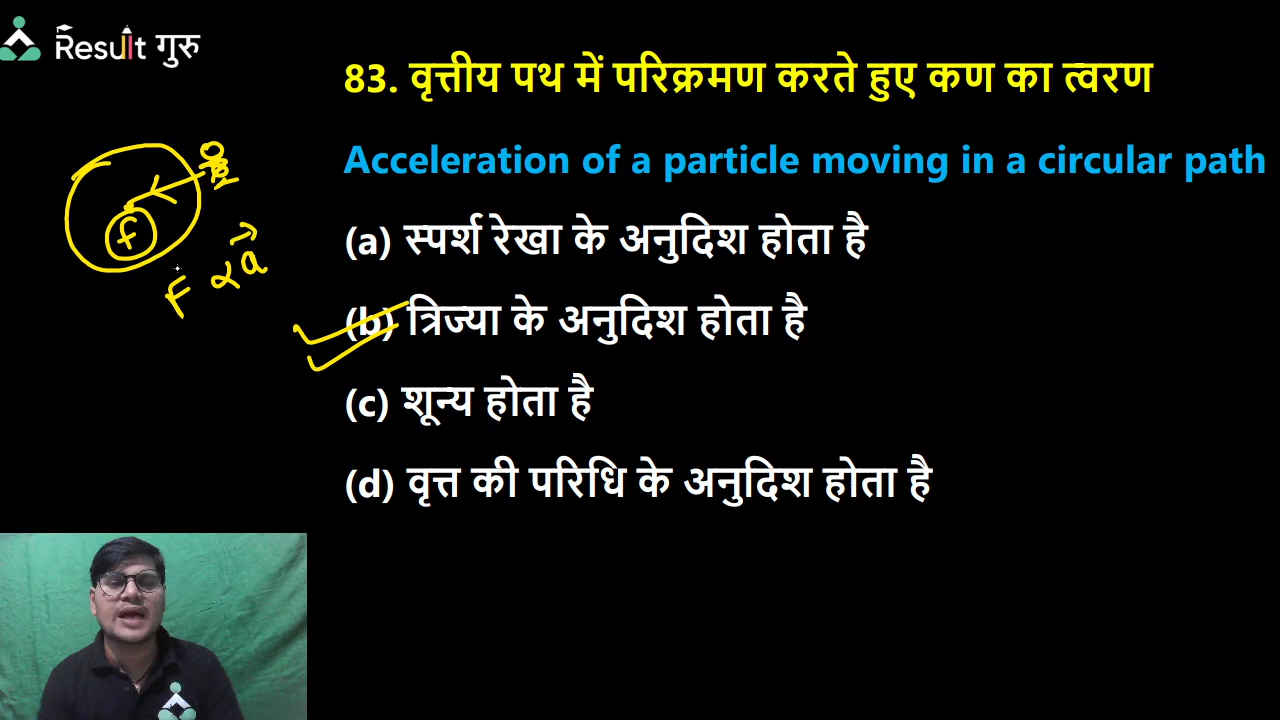 Result गुरु
83. वृत्तीय पथ में परिक्रमण करते हुए कण का त्वरण
Acceleration of a particle moving in a circular path
(a) स्पर्श रेखा के अनुदिश होता है
(b) त्रिज्या के अनुदिश होता है
(c) शून्य होता है
(d) वृत्त की परिधि के अनुदिश होता है
f
F ∝ a⃗